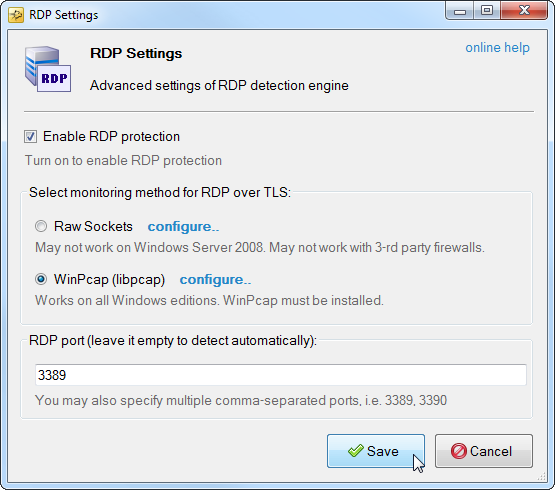 RDP Settings
RDP Settings
online help
RDP
Advanced settings of RDP detection engine
Enable RDP protection
Turn on to enable RDP protection
Select monitoring method for RDP over TLS:
Raw Sockets configure..
May not work on Windows Server 2008. May not work with 3-rd party firewalls.
WinPcap (libpcap) configure..
Works on all Windows editions. WinPcap must be installed.
RDP port (leave it empty to detect automatically):
3389
You may also specify multiple comma-separated ports, i.e. 3389, 3390
Save Cancel